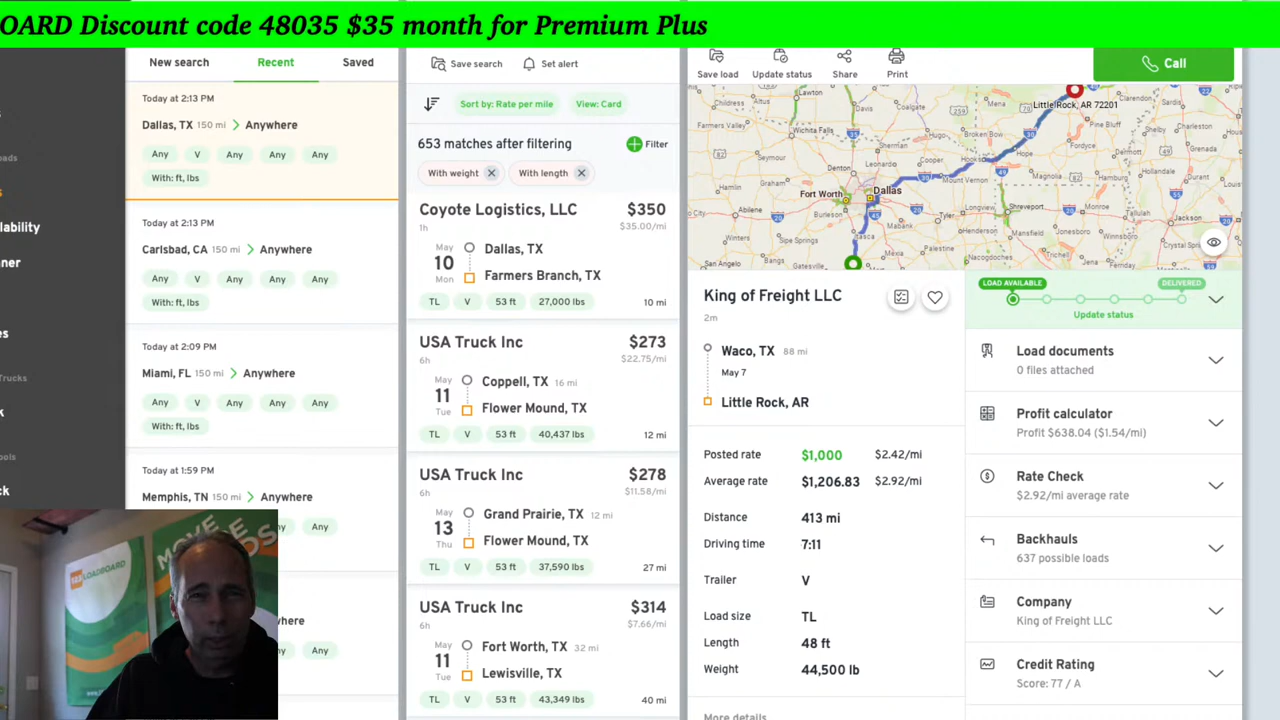 OARD Discount code 48035 $35 month for Premium Plus
New search
Recent
Saved
Today at 2:13 PM
Dallas, TX 150 mi > Anywhere
Any V Any Any Any
With: ft, lbs
Today at 2:13 PM
Carlsbad, CA 150 mi > Anywhere
Any V Any Any Any
With: ft, lbs
Today at 2:09 PM
Miami, FL 150 mi > Anywhere
Any V Any Any Any
With: ft, lbs
Today at 1:59 PM
Memphis, TN 150 mi > Anywhere
Any
Any
lability
Save search
Set alert
Sort by: Rate per mile
View: Card
653 matches after filtering
Filter
With weight
With length
Coyote Logistics, LLC $350
1h $35.00/mi
May 10 Mon
Dallas, TX
Farmers Branch, TX
TL V 53 ft 27,000 lbs 10 mi
USA Truck Inc $273
6h $22.75/mi
May 11 Tue
Coppell, TX 16 mi
Flower Mound, TX
TL V 53 ft 40,437 lbs 12 mi
USA Truck Inc $278
6h $11.58/mi
May 13 Thu
Grand Prairie, TX 12 mi
Flower Mound, TX
TL V 53 ft 37,590 lbs 27 mi
USA Truck Inc $314
6h $7.66/mi
May 11 Tue
Fort Worth, TX 32 mi
Lewisville, TX
TL V 53 ft 43,349 lbs 40 mi
Save load
Update status
Share
Print
Call
Little Rock, AR 72201
Fort Worth
Dallas
King of Freight LLC
2m
Waco, TX 88 mi
May 7
Little Rock, AR
Posted rate $1,000 $2.42/mi
Average rate $1,206.83 $2.92/mi
Distance 413 mi
Driving time 7:11
Trailer V
Load size TL
Length 48 ft
Weight 44,500 lb
More details
LOAD AVAILABLE
DELIVERED
Update status
Load documents
0 files attached
Profit calculator
Profit $638.04 ($1.54/mi)
Rate Check
$2.92/mi average rate
Backhauls
637 possible loads
Company
King of Freight LLC
Credit Rating
Score: 77 / A